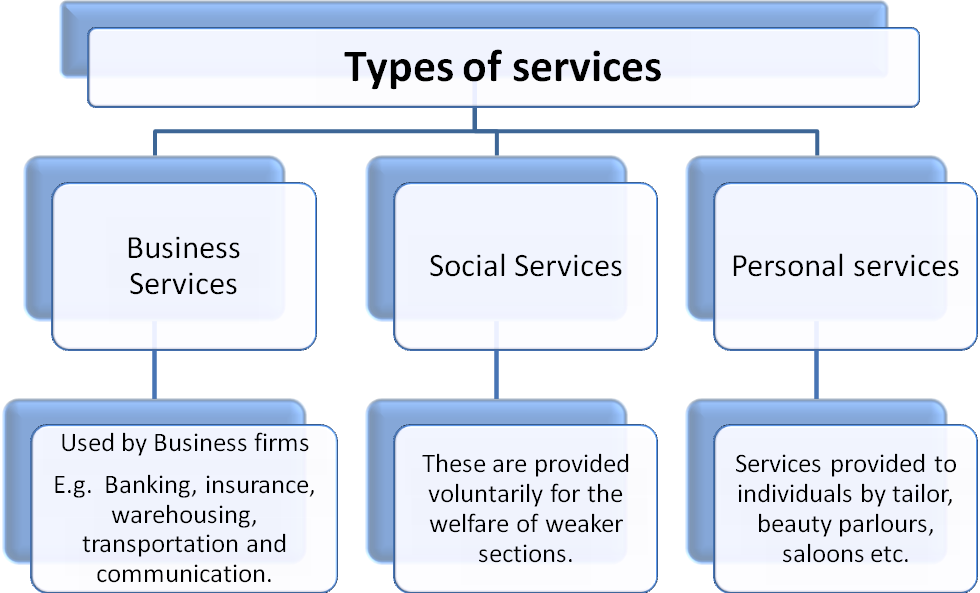 Types of services
Business
Services
Social Services
Personal services
Used by Business firms
E.g. Banking, insurance,
warehousing,
transportation and
communication.
These are provided
voluntarily for the
welfare of weaker
sections.
Services provided to
individuals by tailor,
beauty parlours,
saloons etc.